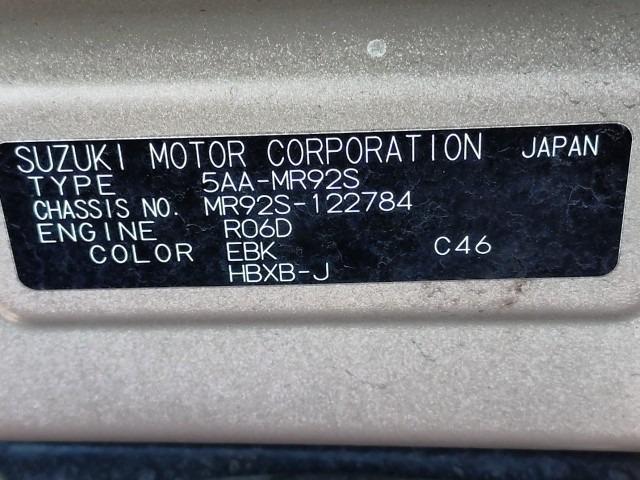 SUZUKI MOTOR CORPORATION JAPAN
TYPE 5AA-MR92S
CHASSIS NO. MR92S-122784
ENGINE R06D
COLOR EBK C46
HBXB-J